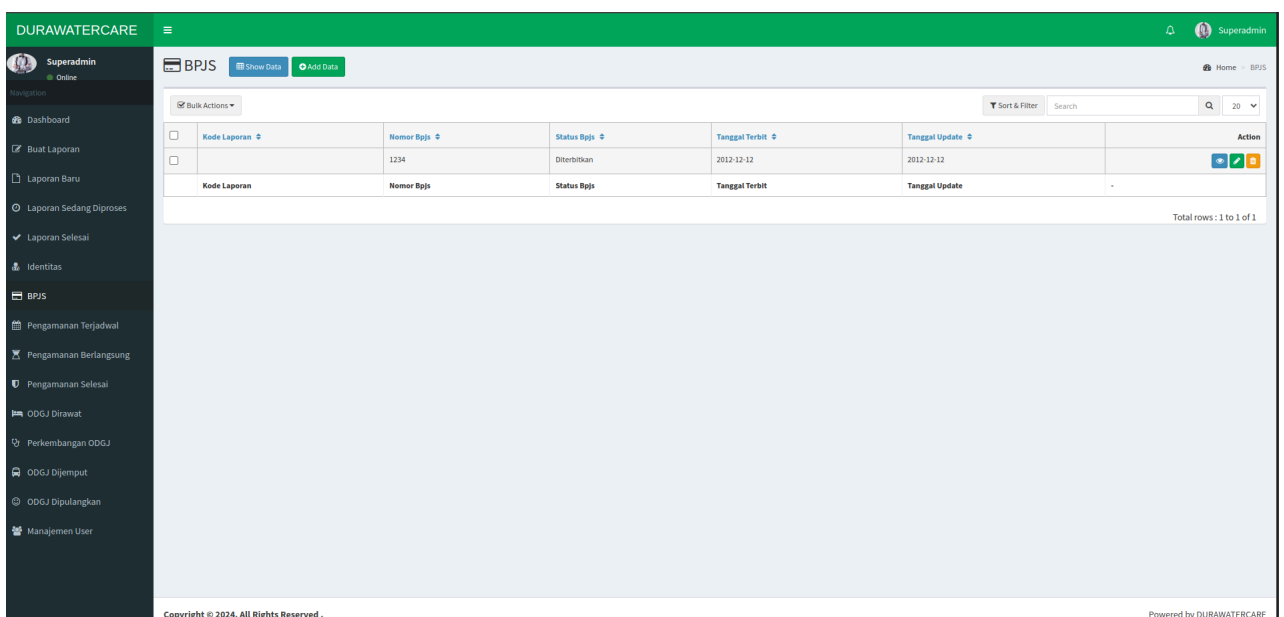 DURAWATERCARE
Superadmin
Superadmin
Online
Navigation
Dashboard
Buat Laporan
Laporan Baru
Laporan Sedang Diproses
Laporan Selesai
Identitas
BPJS
Pengamanan Terjadwal
Pengamanan Berlangsung
Pengamanan Selesai
ODGJ Dirawat
Perkembangan ODGJ
ODGJ Dijemput
ODGJ Dipulangkan
Manajemen User
BPJS Show Data Add Data
Home > BPJS
Bulk Actions Sort & Filter Search 20
Kode Laporan Nomor Bpjs Status Bpjs Tanggal Terbit Tanggal Update Action
1234 Diterbitkan 2012-12-12 2012-12-12
Kode Laporan Nomor Bpjs Status Bpjs Tanggal Terbit Tanggal Update -
Total rows : 1 to 1 of 1
Copyright © 2024. All Rights Reserved . Powered by DURAWATERCARE